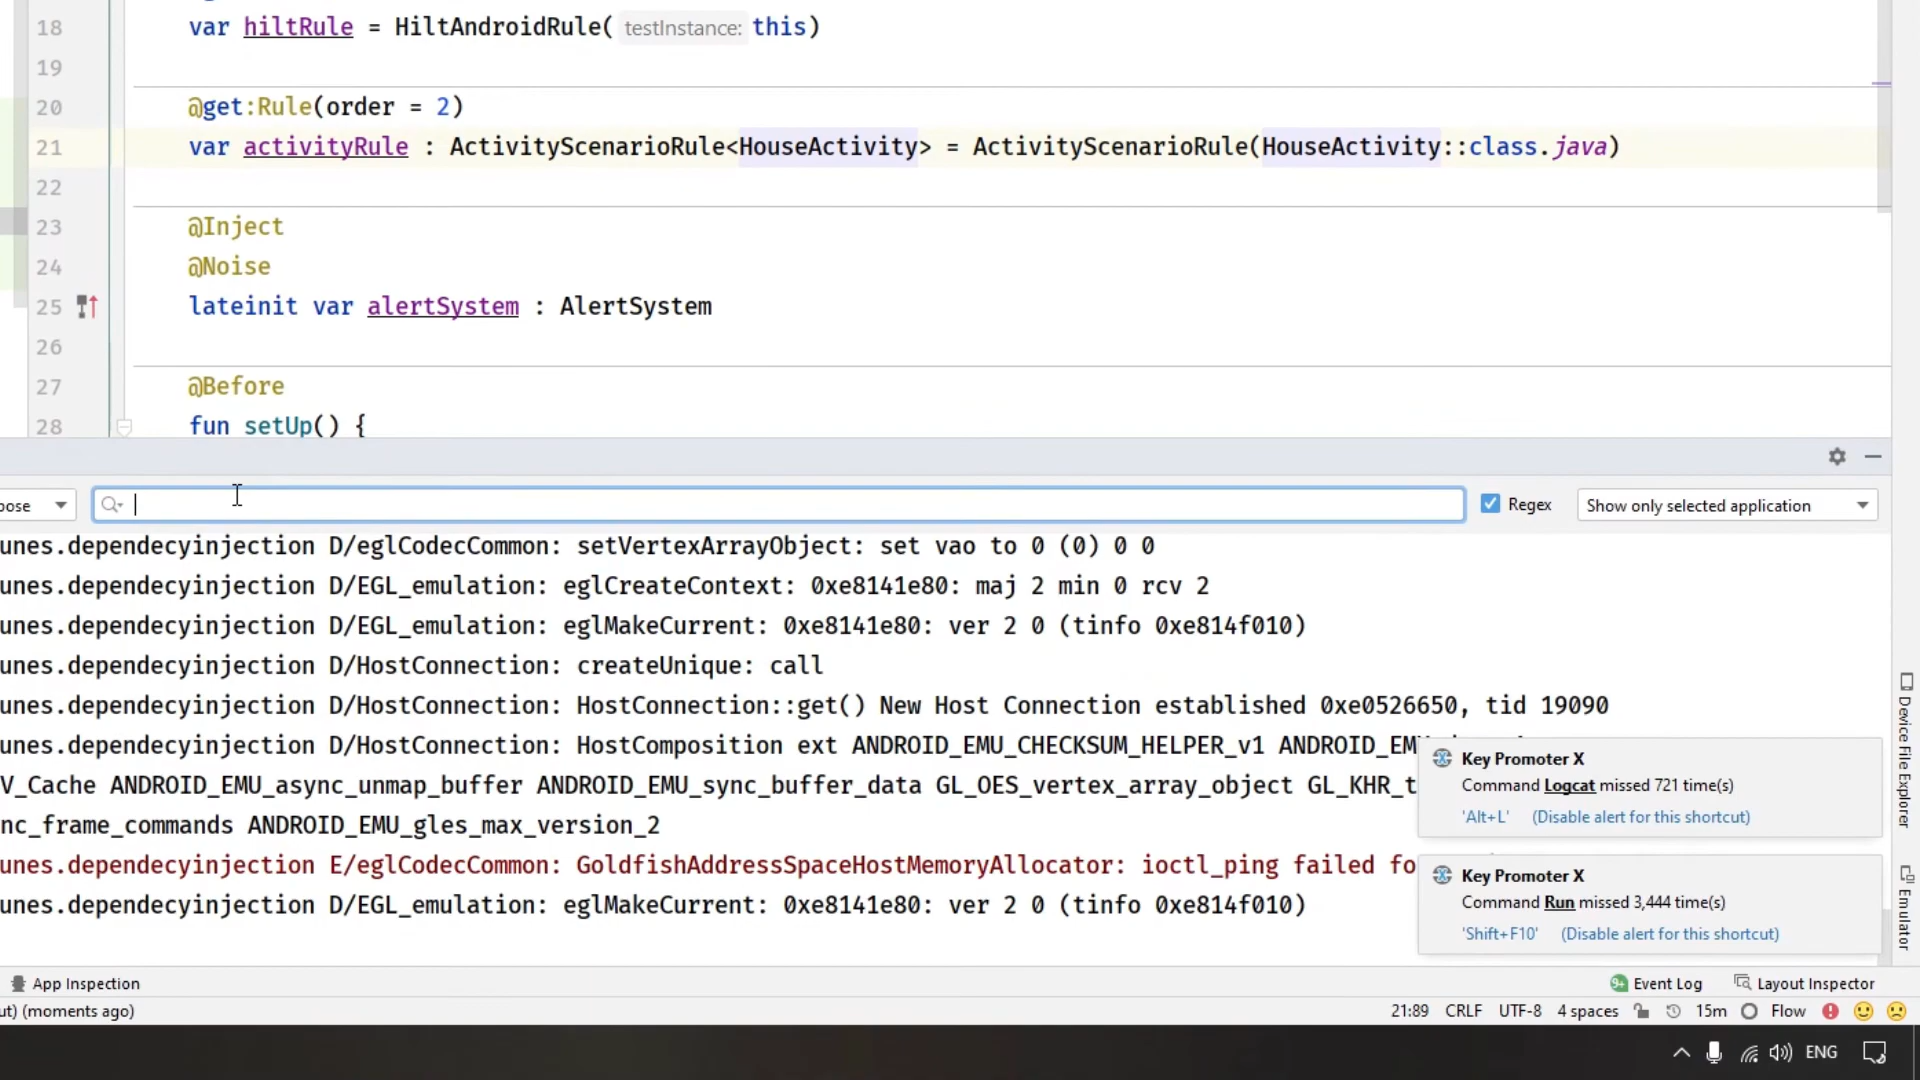 18 var hiltRule = HiltAndroidRule( testInstance: this)
19
20 @get:Rule(order = 2)
21 var activityRule : ActivityScenarioRule<HouseActivity> = ActivityScenarioRule(HouseActivity::class.java)
22
23 @Inject
24 @Noise
25 lateinit var alertSystem : AlertSystem
26
27 @Before
28 fun setUp() {
ose Regex Show only selected application
unes.dependecyinjection D/eglCodecCommon: setVertexArrayObject: set vao to 0 (0) 0 0
unes.dependecyinjection D/EGL_emulation: eglCreateContext: 0xe8141e80: maj 2 min 0 rcv 2
unes.dependecyinjection D/EGL_emulation: eglMakeCurrent: 0xe8141e80: ver 2 0 (tinfo 0xe814f010)
unes.dependecyinjection D/HostConnection: createUnique: call
unes.dependecyinjection D/HostConnection: HostConnection::get() New Host Connection established 0xe0526650, tid 19090
unes.dependecyinjection D/HostConnection: HostComposition ext ANDROID_EMU_CHECKSUM_HELPER_v1 ANDROID_EM
V_Cache ANDROID_EMU_async_unmap_buffer ANDROID_EMU_sync_buffer_data GL_OES_vertex_array_object GL_KHR_t
nc_frame_commands ANDROID_EMU_gles_max_version_2
unes.dependecyinjection E/eglCodecCommon: GoldfishAddressSpaceHostMemoryAllocator: ioctl_ping failed fo
unes.dependecyinjection D/EGL_emulation: eglMakeCurrent: 0xe8141e80: ver 2 0 (tinfo 0xe814f010)
Key Promoter X
Command Logcat missed 721 time(s)
'Alt+L' (Disable alert for this shortcut)
Key Promoter X
Command Run missed 3,444 time(s)
'Shift+F10' (Disable alert for this shortcut)
Device File Explorer
Emulator
App Inspection 9+ Event Log Layout Inspector
ut) (moments ago) 21:89 CRLF UTF-8 4 spaces 15m Flow
ENG